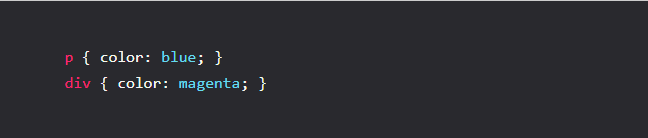 p { color: blue; }
div { color: magenta; }